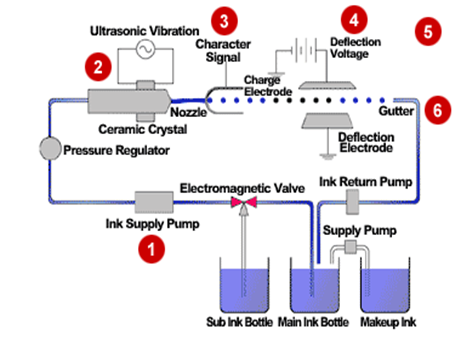 Ultrasonic Vibration
3
Character
Signal
4
Deflection
Voltage
5
2
Charge
Electrode
Nozzle
Ceramic Crystal
Gutter
6
Deflection
Electrode
Pressure Regulator
Electromagnetic Valve
Ink Return Pump
Ink Supply Pump
1
Supply Pump
Sub Ink Bottle
Main Ink Bottle
Makeup Ink